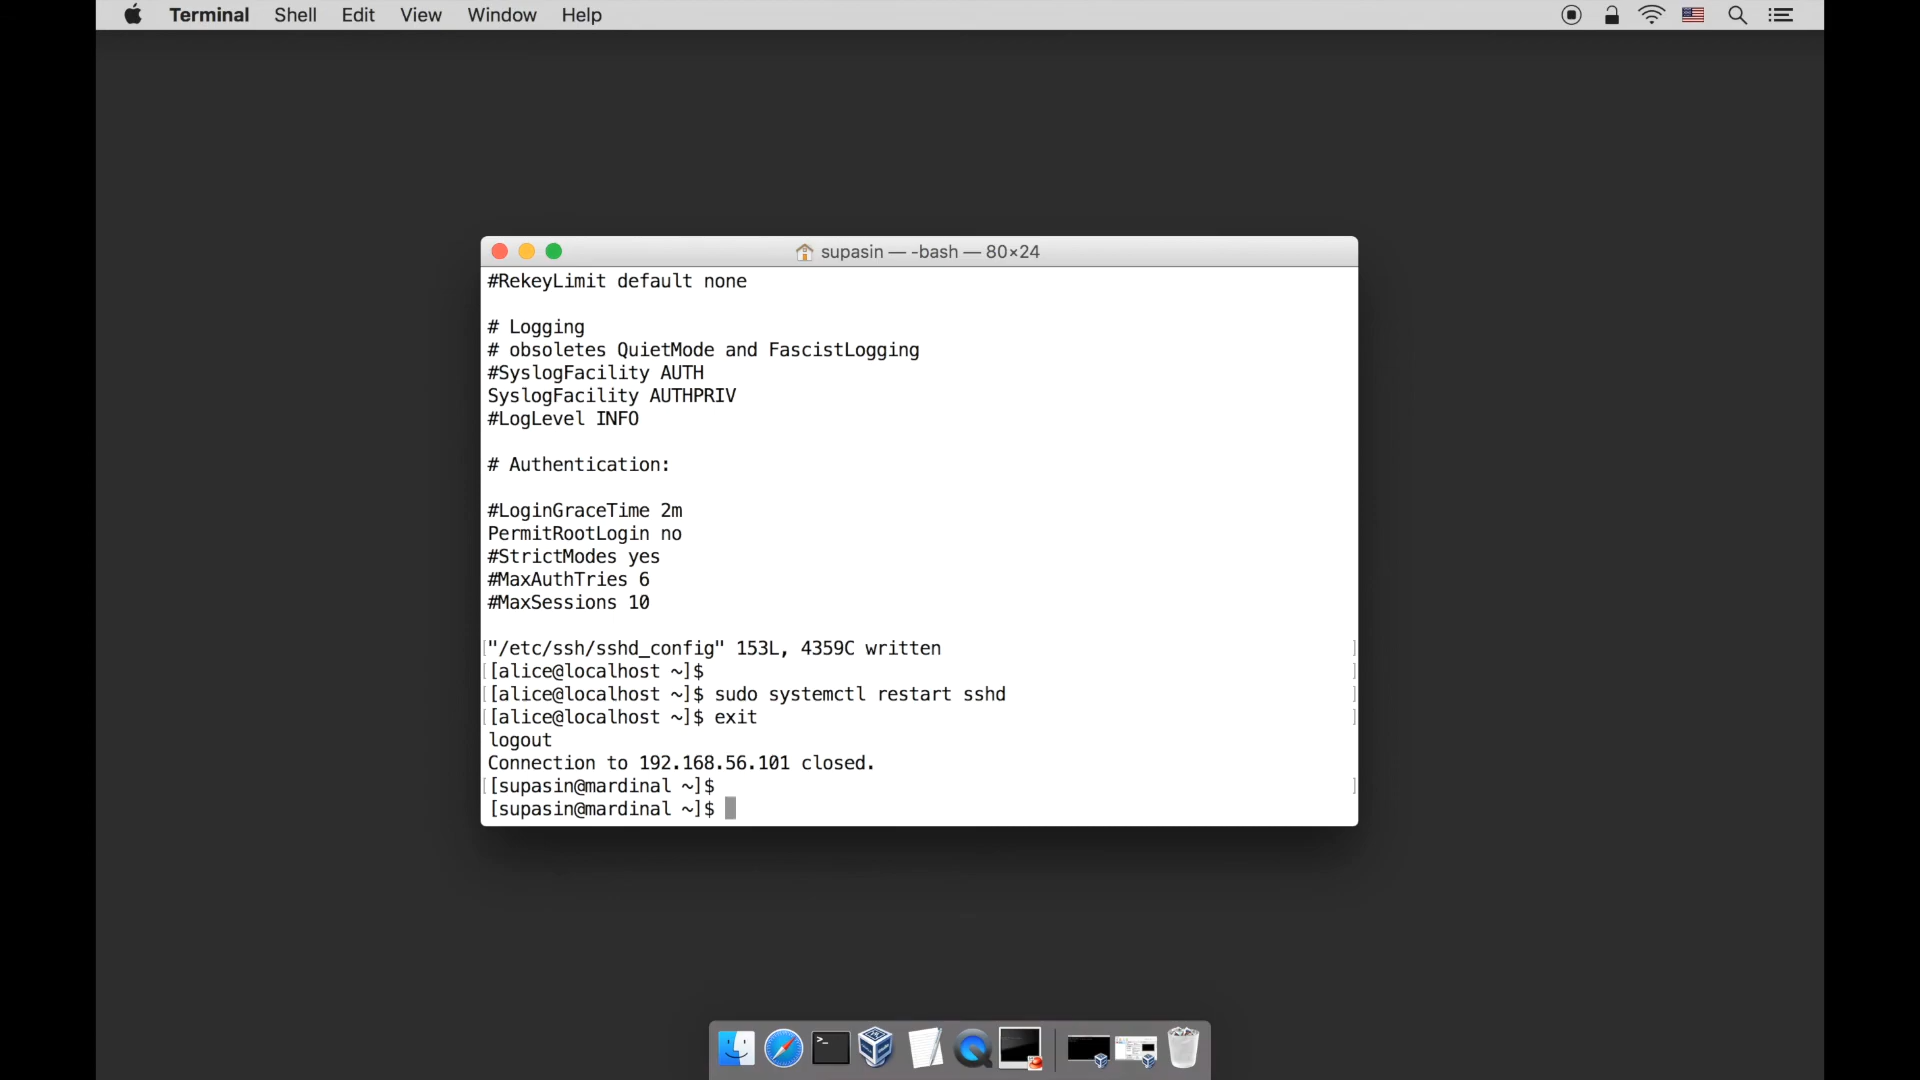 Terminal Shell Edit View Window Help
supasin — -bash — 80×24
#RekeyLimit default none
# Logging
# obsoletes QuietMode and FascistLogging
#SyslogFacility AUTH
SyslogFacility AUTHPRIV
#LogLevel INFO
# Authentication:
#LoginGraceTime 2m
PermitRootLogin no
#StrictModes yes
#MaxAuthTries 6
#MaxSessions 10
"/etc/ssh/sshd_config" 153L, 4359C written
[alice@localhost ~]$
[alice@localhost ~]$ sudo systemctl restart sshd
[alice@localhost ~]$ exit
logout
Connection to 192.168.56.101 closed.
[supasin@mardinal ~]$
[supasin@mardinal ~]$